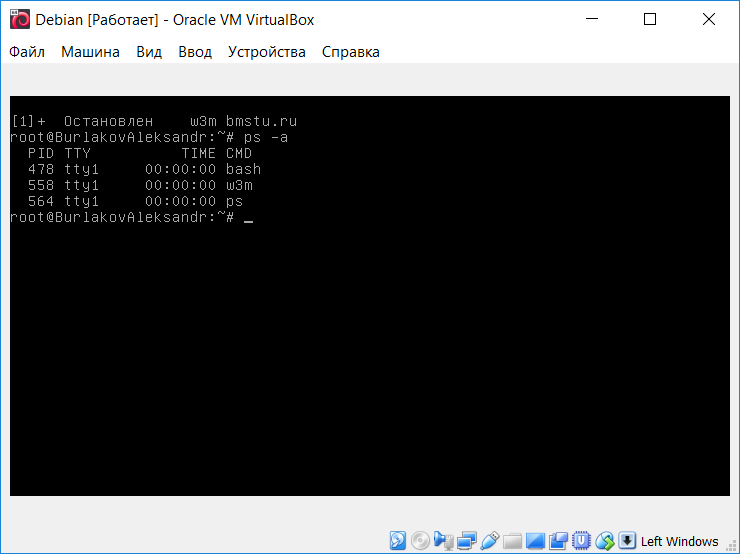 Debian [Работает] - Oracle VM VirtualBox
Файл Машина Вид Ввод Устройства Справка
[1]+  Остановлен    w3m bmstu.ru
root@BurlakovAleksandr:~# ps -a
  PID TTY          TIME CMD
  478 tty1     00:00:00 bash
  558 tty1     00:00:00 w3m
  564 tty1     00:00:00 ps
root@BurlakovAleksandr:~# _
Left Windows